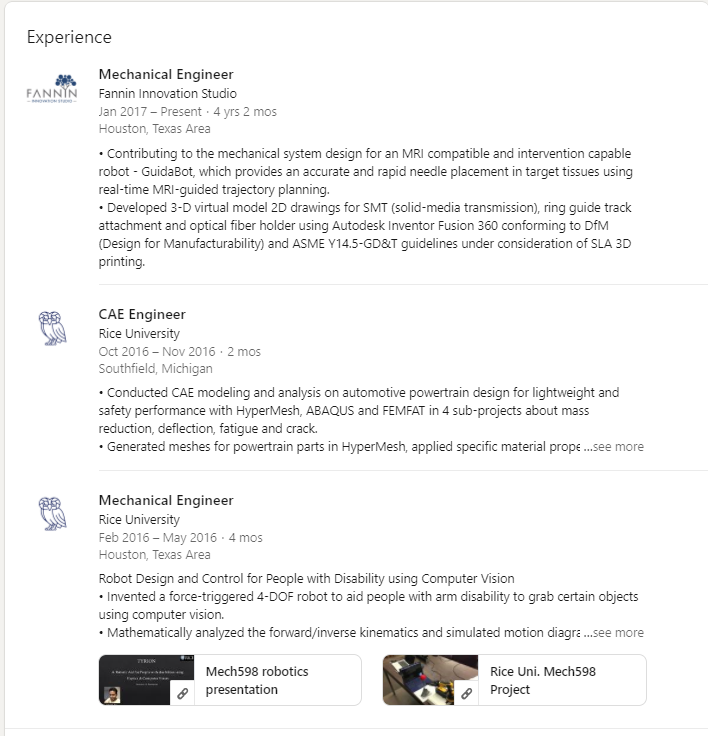 Experience
FANNIN
INNOVATION STUDIO
Mechanical Engineer
Fannin Innovation Studio
Jan 2017 – Present · 4 yrs 2 mos
Houston, Texas Area
• Contributing to the mechanical system design for an MRI compatible and intervention capable
robot - GuidaBot, which provides an accurate and rapid needle placement in target tissues using
real-time MRI-guided trajectory planning.
• Developed 3-D virtual model 2D drawings for SMT (solid-media transmission), ring guide track
attachment and optical fiber holder using Autodesk Inventor Fusion 360 conforming to DfM
(Design for Manufacturability) and ASME Y14.5-GD&T guidelines under consideration of SLA 3D
printing.
CAE Engineer
Rice University
Oct 2016 – Nov 2016 · 2 mos
Southfield, Michigan
• Conducted CAE modeling and analysis on automotive powertrain design for lightweight and
safety performance with HyperMesh, ABAQUS and FEMFAT in 4 sub-projects about mass
reduction, deflection, fatigue and crack.
• Generated meshes for powertrain parts in HyperMesh, applied specific material prope ...see more
Mechanical Engineer
Rice University
Feb 2016 – May 2016 · 4 mos
Houston, Texas Area
Robot Design and Control for People with Disability using Computer Vision
• Invented a force-triggered 4-DOF robot to aid people with arm disability to grab certain objects
using computer vision.
• Mathematically analyzed the forward/inverse kinematics and simulated motion diagra ...see more
TYRION
Mech598 robotics
presentation
Rice Uni. Mech598
Project